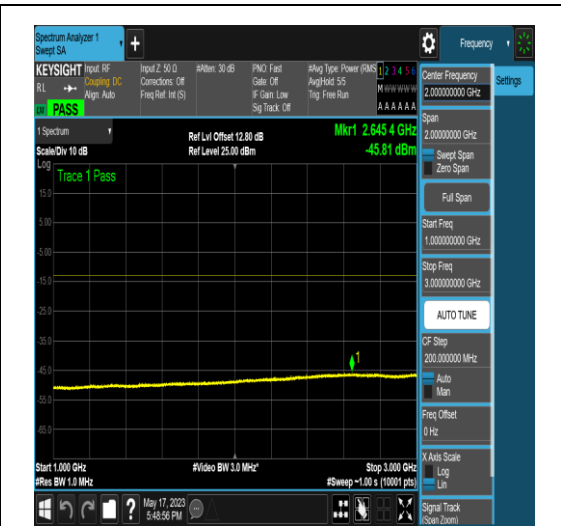 Spectrum Analyzer 1
Swept SA
+
Frequency
KEYSIGHT
Input: RF
Input Z: 50 Ω
#Atten: 30 dB
PNO: Fast
#Avg Type: Power (RMS
1 2 3 4 5 6
RL
Coupling: DC
Corrections: Off
Gate: Off
Avg|Hold: 5/5
M W W W W W
Align: Auto
Freq Ref: Int (S)
IF Gain: Low
Trig: Free Run
PASS
Sig Track: Off
A A A A A A
Center Frequency
2.000000000 GHz
Settings
1 Spectrum
Ref Lvl Offset 12.80 dB
Mkr1 2.645 4 GHz
Scale/Div 10 dB
Ref Level 25.00 dBm
-45.81 dBm
Log
Trace 1 Pass
15.0
5.00
-5.00
-15.0
-25.0
-35.0
-45.0
-55.0
-65.0
1
Start 1.000 GHz
#Video BW 3.0 MHz*
Stop 3.000 GHz
#Res BW 1.0 MHz
#Sweep ~1.00 s (10001 pts)
Span
2.00000000 GHz
Swept Span
Zero Span
Full Span
Start Freq
1.000000000 GHz
Stop Freq
3.000000000 GHz
AUTO TUNE
CF Step
200.000000 MHz
Auto
Man
Freq Offset
0 Hz
X Axis Scale
Log
Lin
Signal Track
(Span Zoom)
?
May 17, 2023
5:48:56 PM